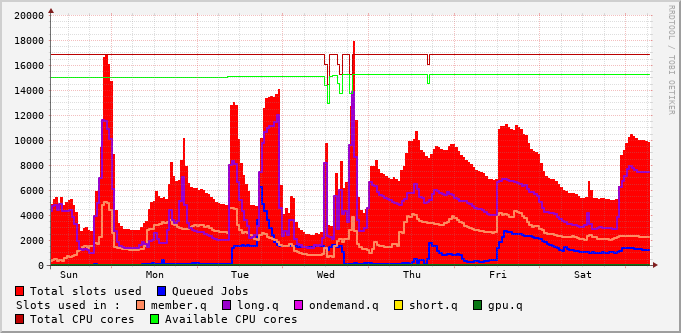 20000
18000
16000
14000
12000
10000
8000
6000
4000
2000
0
Sun Mon Tue Wed Thu Fri Sat
RRDTOOL / TOBI OETIKER
Total slots used Queued Jobs
Slots used in : member.q long.q ondemand.q short.q gpu.q
Total CPU cores Available CPU cores